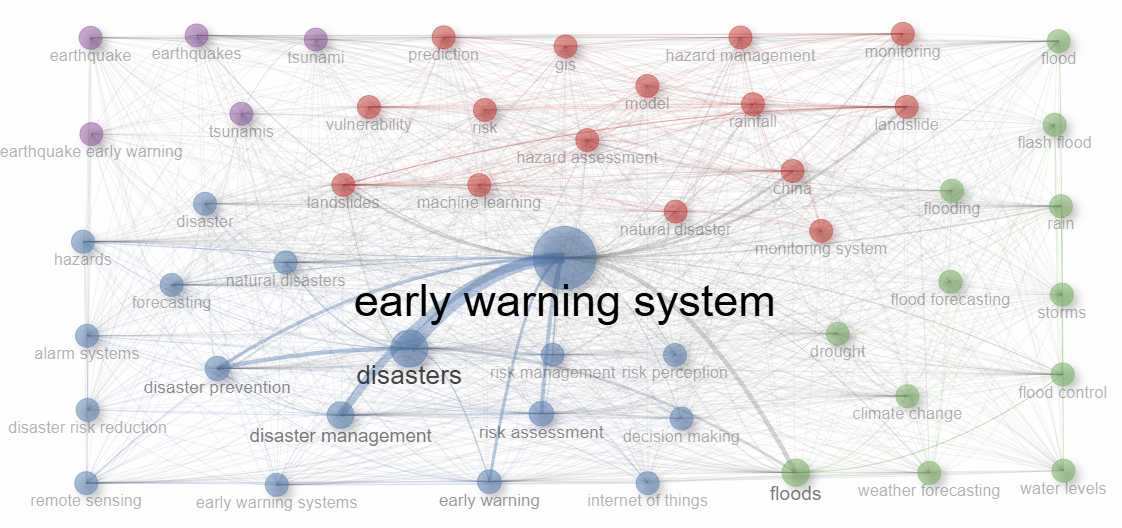 earthquake
earthquakes
tsunami
prediction
gis
hazard management
monitoring
flood
model
tsunamis
vulnerability
risk
rainfall
landslide
earthquake early warning
hazard assessment
flash flood
landslides
machine learning
china
flooding
disaster
natural disaster
rain
hazards
monitoring system
natural disasters
forecasting
early warning system
flood forecasting
storms
alarm systems
disasters
risk management
risk perception
drought
disaster prevention
flood control
disaster risk reduction
disaster management
risk assessment
decision making
climate change
remote sensing
early warning systems
early warning
internet of things
floods
weather forecasting
water levels